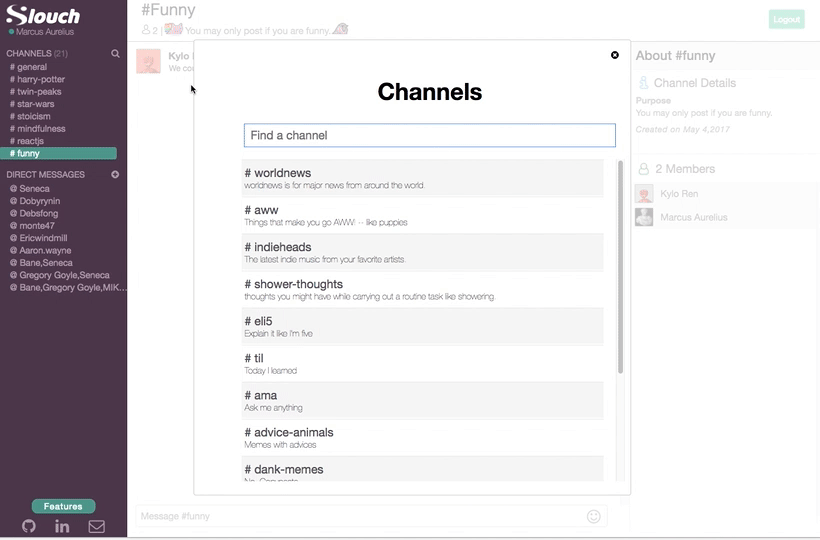 Slouch
Marcus Aurelius
CHANNELS (21)
# general
# harry-potter
# twin-peaks
# star-wars
# stoicism
# mindfulness
# reactjs
# funny
DIRECT MESSAGES
@ Seneca
@ Dobyrynin
@ Debsfong
@ monte47
@ Ericwindmill
@ Aaron.wayne
@ Bane,Seneca
@ Gregory Goyle,Seneca
@ Bane,Gregory Goyle,MIK...
Features
#Funny
2 | You may only post if you are funny.
Logout
Kylo
We
Channels
Find a channel
# worldnews
worldnews is for major news from around the world.
# aww
Things that make you go AWW! -- like puppies
# indieheads
The latest indie music from your favorite artists.
# shower-thoughts
thoughts you might have while carrying out a routine task like showering.
# eli5
Explain it like i'm five
# til
Today I learned
# ama
Ask me anything
# advice-animals
Memes with advices
# dank-memes
Message #funny
About #funny
Channel Details
Purpose
You may only post if you are funny.
Created on May 4,2017
2 Members
Kylo Ren
Marcus Aurelius